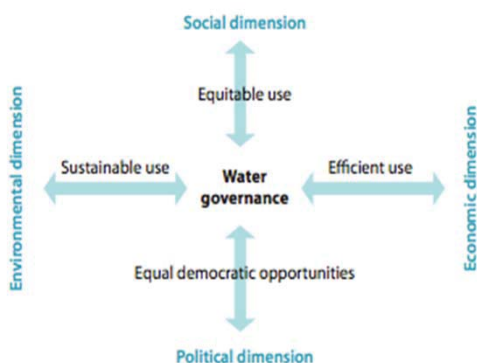 Social dimension
Equitable use
Environmental dimension
Sustainable use
Water
governance
Efficient use
Economic dimension
Equal democratic opportunities
Political dimension